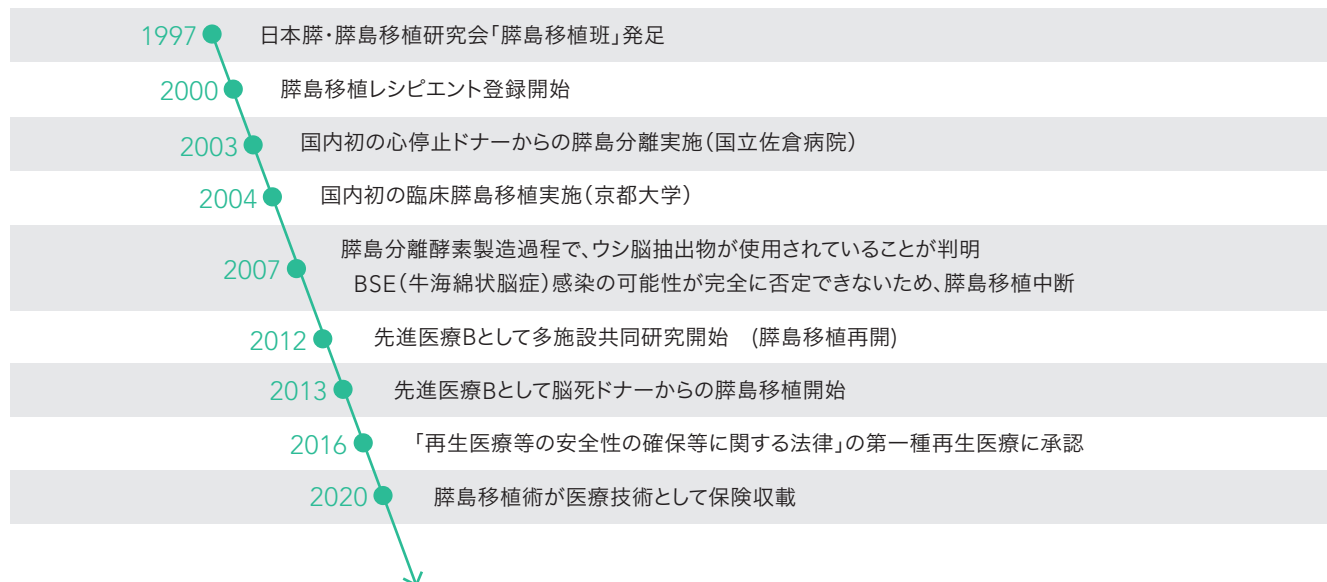 1997 日本膵・膵島移植研究会「膵島移植班」発足
2000 膵島移植レシピエント登録開始
2003 国内初の心停止ドナーからの膵島分離実施(国立佐倉病院)
2004 国内初の臨床膵島移植実施(京都大学)
2007 膵島分離酵素製造過程で、ウシ脳抽出物が使用されていることが判明
BSE(牛海綿状脳症)感染の可能性が完全に否定できないため、膵島移植中断
2012 先進医療Bとして多施設共同研究開始 (膵島移植再開)
2013 先進医療Bとして脳死ドナーからの膵島移植開始
2016 「再生医療等の安全性の確保等に関する法律」の第一種再生医療に承認
2020 膵島移植術が医療技術として保険収載